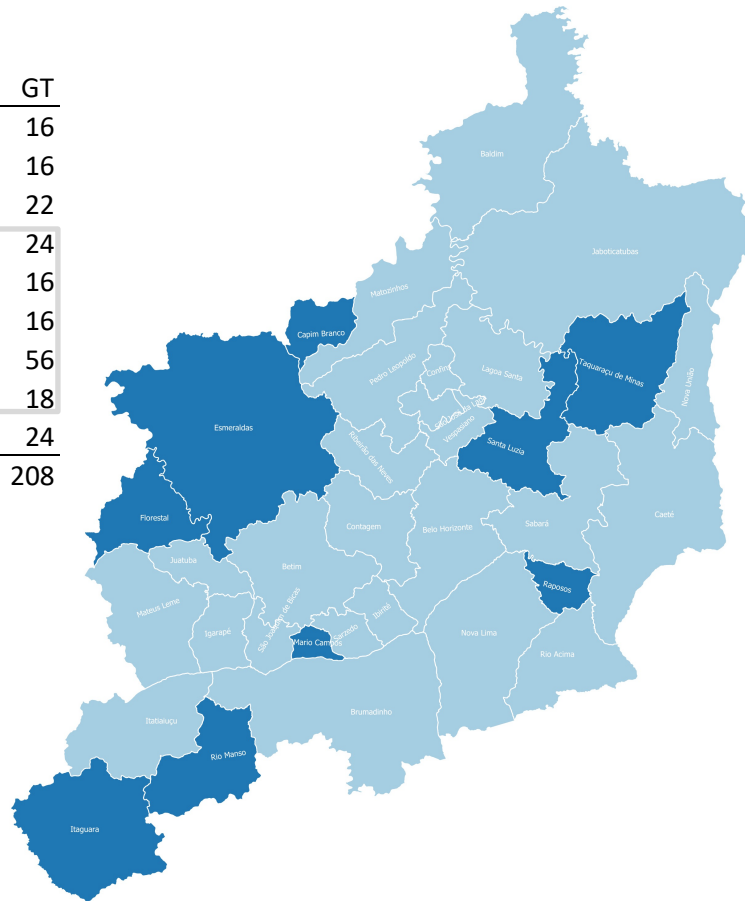 GT
16
16
22
24
16
16
56
18
24
208
Baldim
Jaboticatubas
Matozinhos
Capim Branco
Pedro Leopoldo
Confins
Lagoa Santa
Taquaraçu de Minas
Nova União
Vespasiano
Esmeraldas
Ribeirão das Neves
Santa Luzia
Florestal
Contagem
Belo Horizonte
Sabará
Caeté
Juatuba
Betim
Raposos
Mateus Leme
Igarapé
São Joaquim de Bicas
Mario Campos
Sarzedo
Ibirité
Nova Lima
Rio Acima
Itatiaiuçu
Brumadinho
Rio Manso
Itaguara